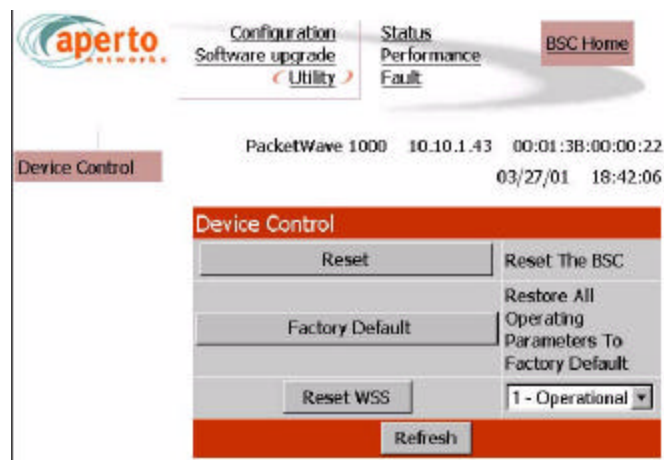 aperto
networks
Configuration
Software upgrade
Utility
Status
Performance
Fault
BSC Home
PacketWave 1000 10.10.1.43 00:01:3B:00:00:22
03/27/01 18:42:06
Device Control
Device Control
Reset
Reset The BSC
Factory Default
Restore All
Operating
Parameters To
Factory Default
Reset WSS
1 - Operational
Refresh